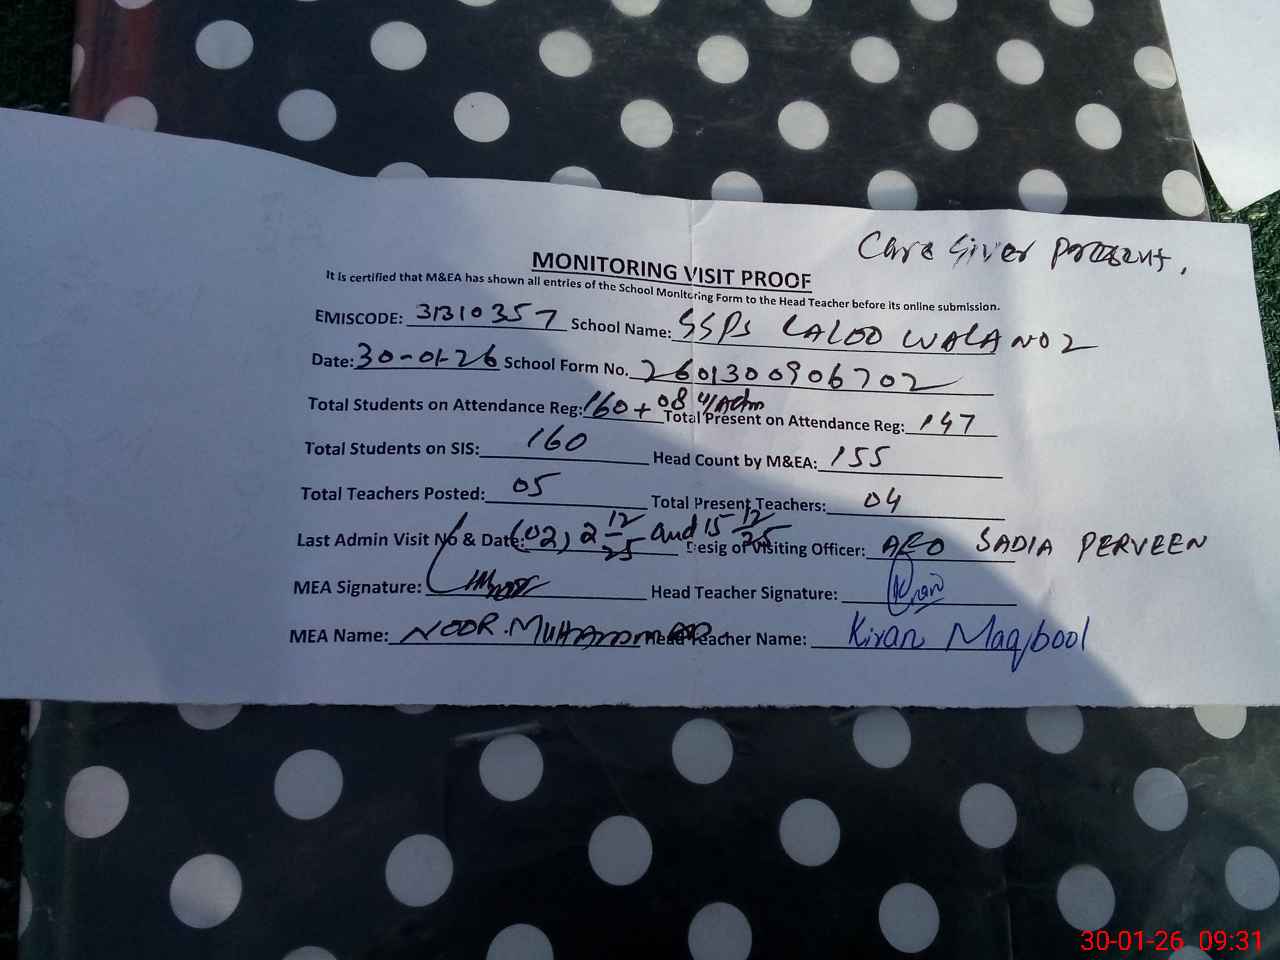 Care Giver Present,
MONITORING VISIT PROOF
It is certified that M&EA has shown all entries of the School Monitoring Form to the Head Teacher before its online submission.
EMISCODE: 31310357 School Name: SSPS LALOO WALA NO 2
Date: 30-01-26 School Form No. 2601300906702
Total Students on Attendance Reg: 160 + 08 U/Adm Total Present on Attendance Reg: 147
Total Students on SIS: 160 Head Count by M&EA: 155
Total Teachers Posted: 05 Total Present Teachers: 04
Last Admin Visit No & Date: (02) 2 12/25 and 15 12/25 Desig of Visiting Officer: AEO SADIA PERVEEN
MEA Signature: Head Teacher Signature: Kiran
MEA Name: NOOR MUHAMMAD Head Teacher Name: Kiran Maqbool
30-01-26 09:31